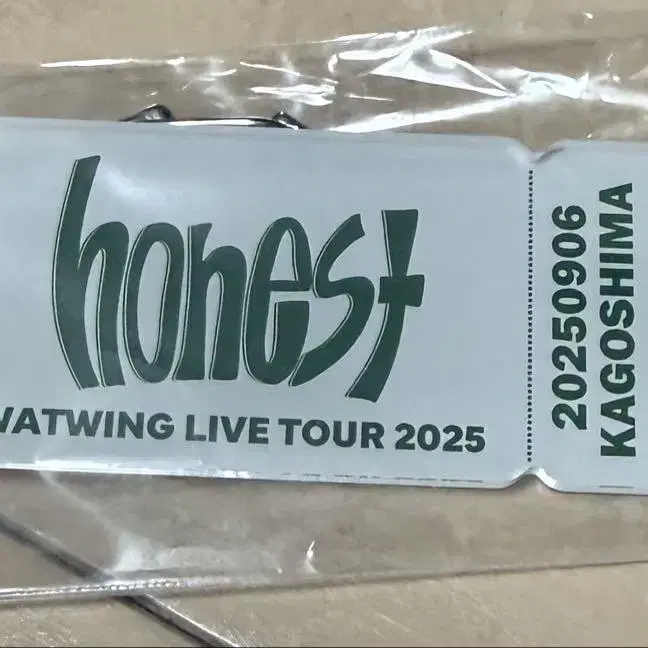 honest
WATWING LIVE TOUR 2025
20250906
KAGOSHIMA